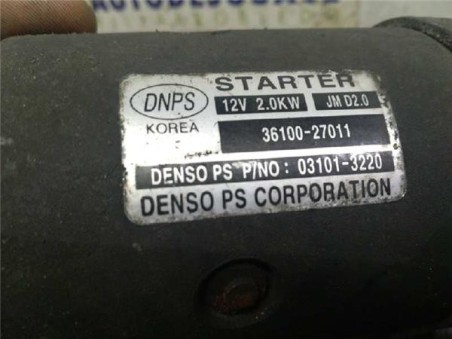 STARTER
DNPS
12V 2.0KW JM D2.0
KOREA
36100-27011
DENSO PS P/NO : 03101-3220
DENSO PS CORPORATION